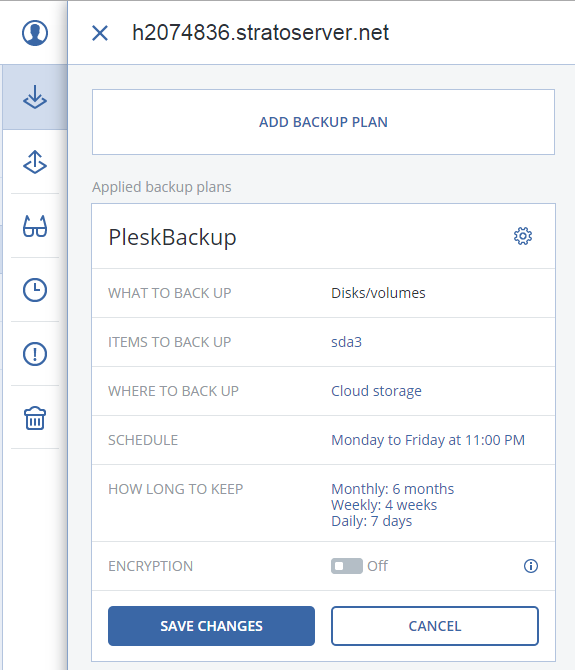 h2074836.stratoserver.net
ADD BACKUP PLAN
Applied backup plans
PleskBackup
WHAT TO BACK UP Disks/volumes
ITEMS TO BACK UP sda3
WHERE TO BACK UP Cloud storage
SCHEDULE Monday to Friday at 11:00 PM
HOW LONG TO KEEP Monthly: 6 months
Weekly: 4 weeks
Daily: 7 days
ENCRYPTION Off
SAVE CHANGES CANCEL